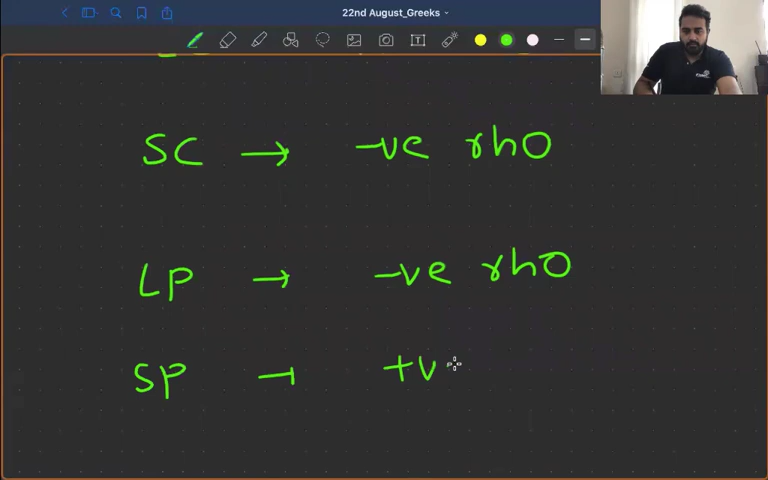 22nd August_Greeks
SC → -ve rho
LP → -ve rho
SP → +v